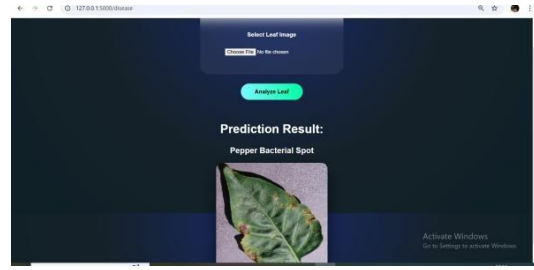 127.0.0.1:5000/disease
Select Leaf Image
Choose File No file chosen
Analyze Leaf
Prediction Result:
Pepper Bacterial Spot
Activate Windows
Go to Settings to activate Windows.